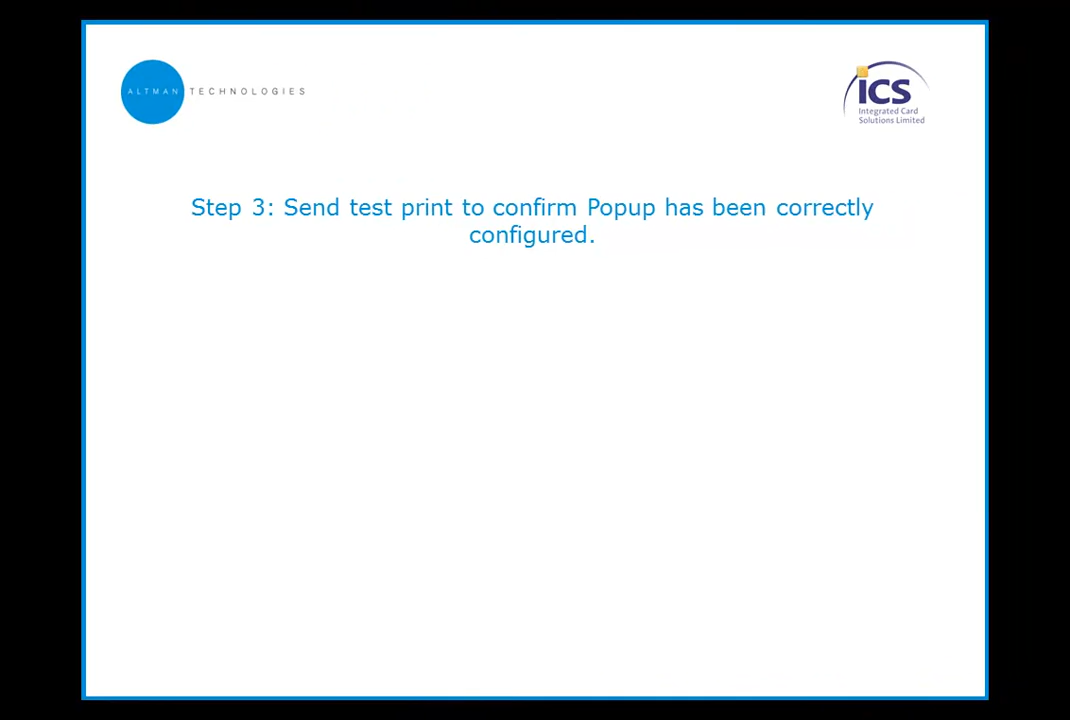 ALTMAN TECHNOLOGIES
ics
Integrated Card
Solutions Limited
Step 3: Send test print to confirm Popup has been correctly
configured.